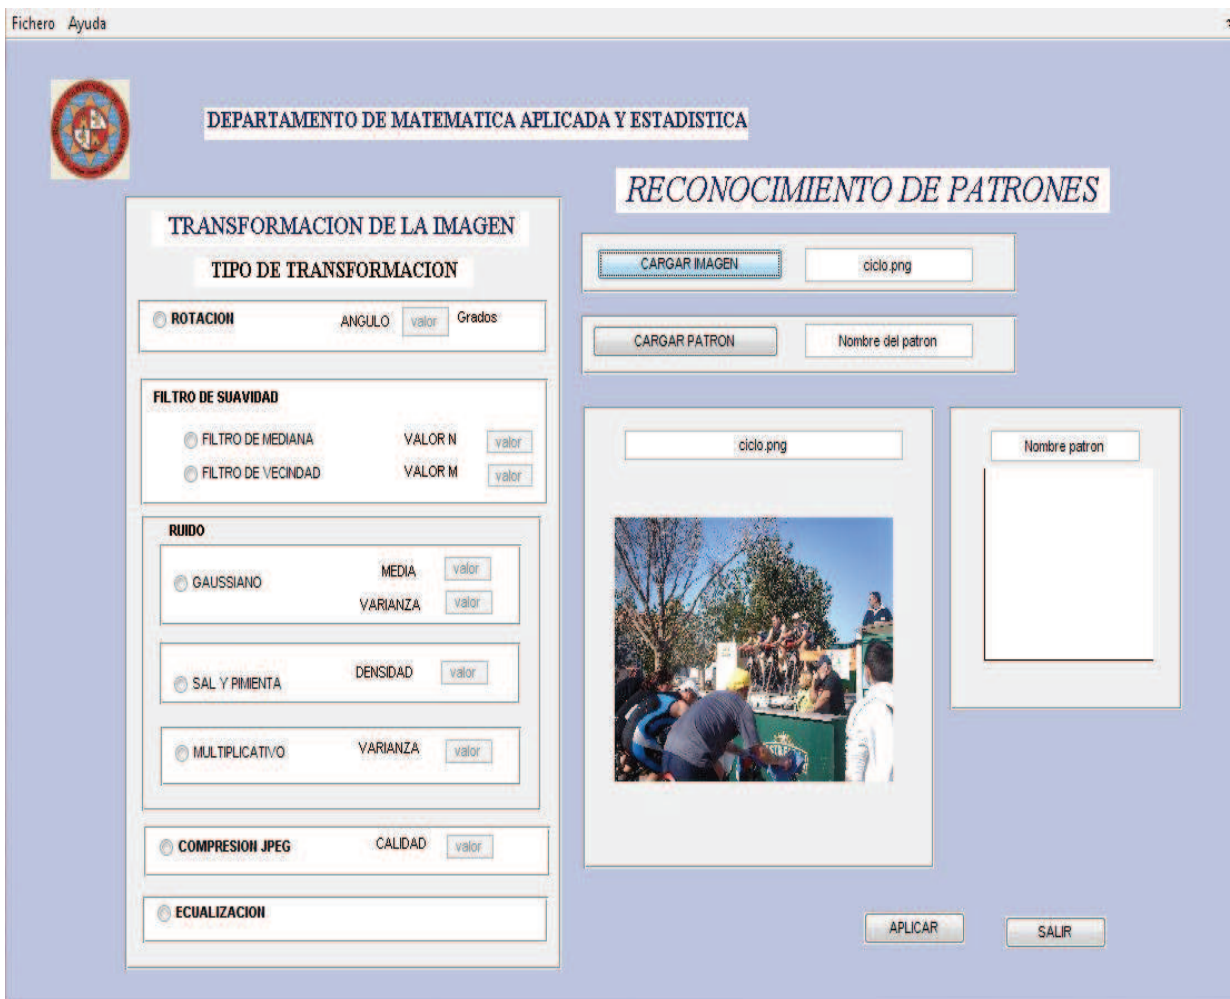 Fichero Ayuda
DEPARTAMENTO DE MATEMATICA APLICADA Y ESTADISTICA
RECONOCIMIENTO DE PATRONES
TRANSFORMACION DE LA IMAGEN
TIPO DE TRANSFORMACION
ROTACION ANGULO valor Grados
FILTRO DE SUAVIDAD
FILTRO DE MEDIANA VALOR N valor
FILTRO DE VECINDAD VALOR M valor
RUIDO
GAUSSIANO
MEDIA valor
VARIANZA valor
SAL Y PIMIENTA DENSIDAD valor
MULTIPLICATIVO VARIANZA valor
COMPRESION JPEG CALIDAD valor
ECUALIZACION
CARGAR IMAGEN ciclo.png
CARGAR PATRON Nombre del patron
ciclo.png
Nombre patron
APLICAR
SALIR